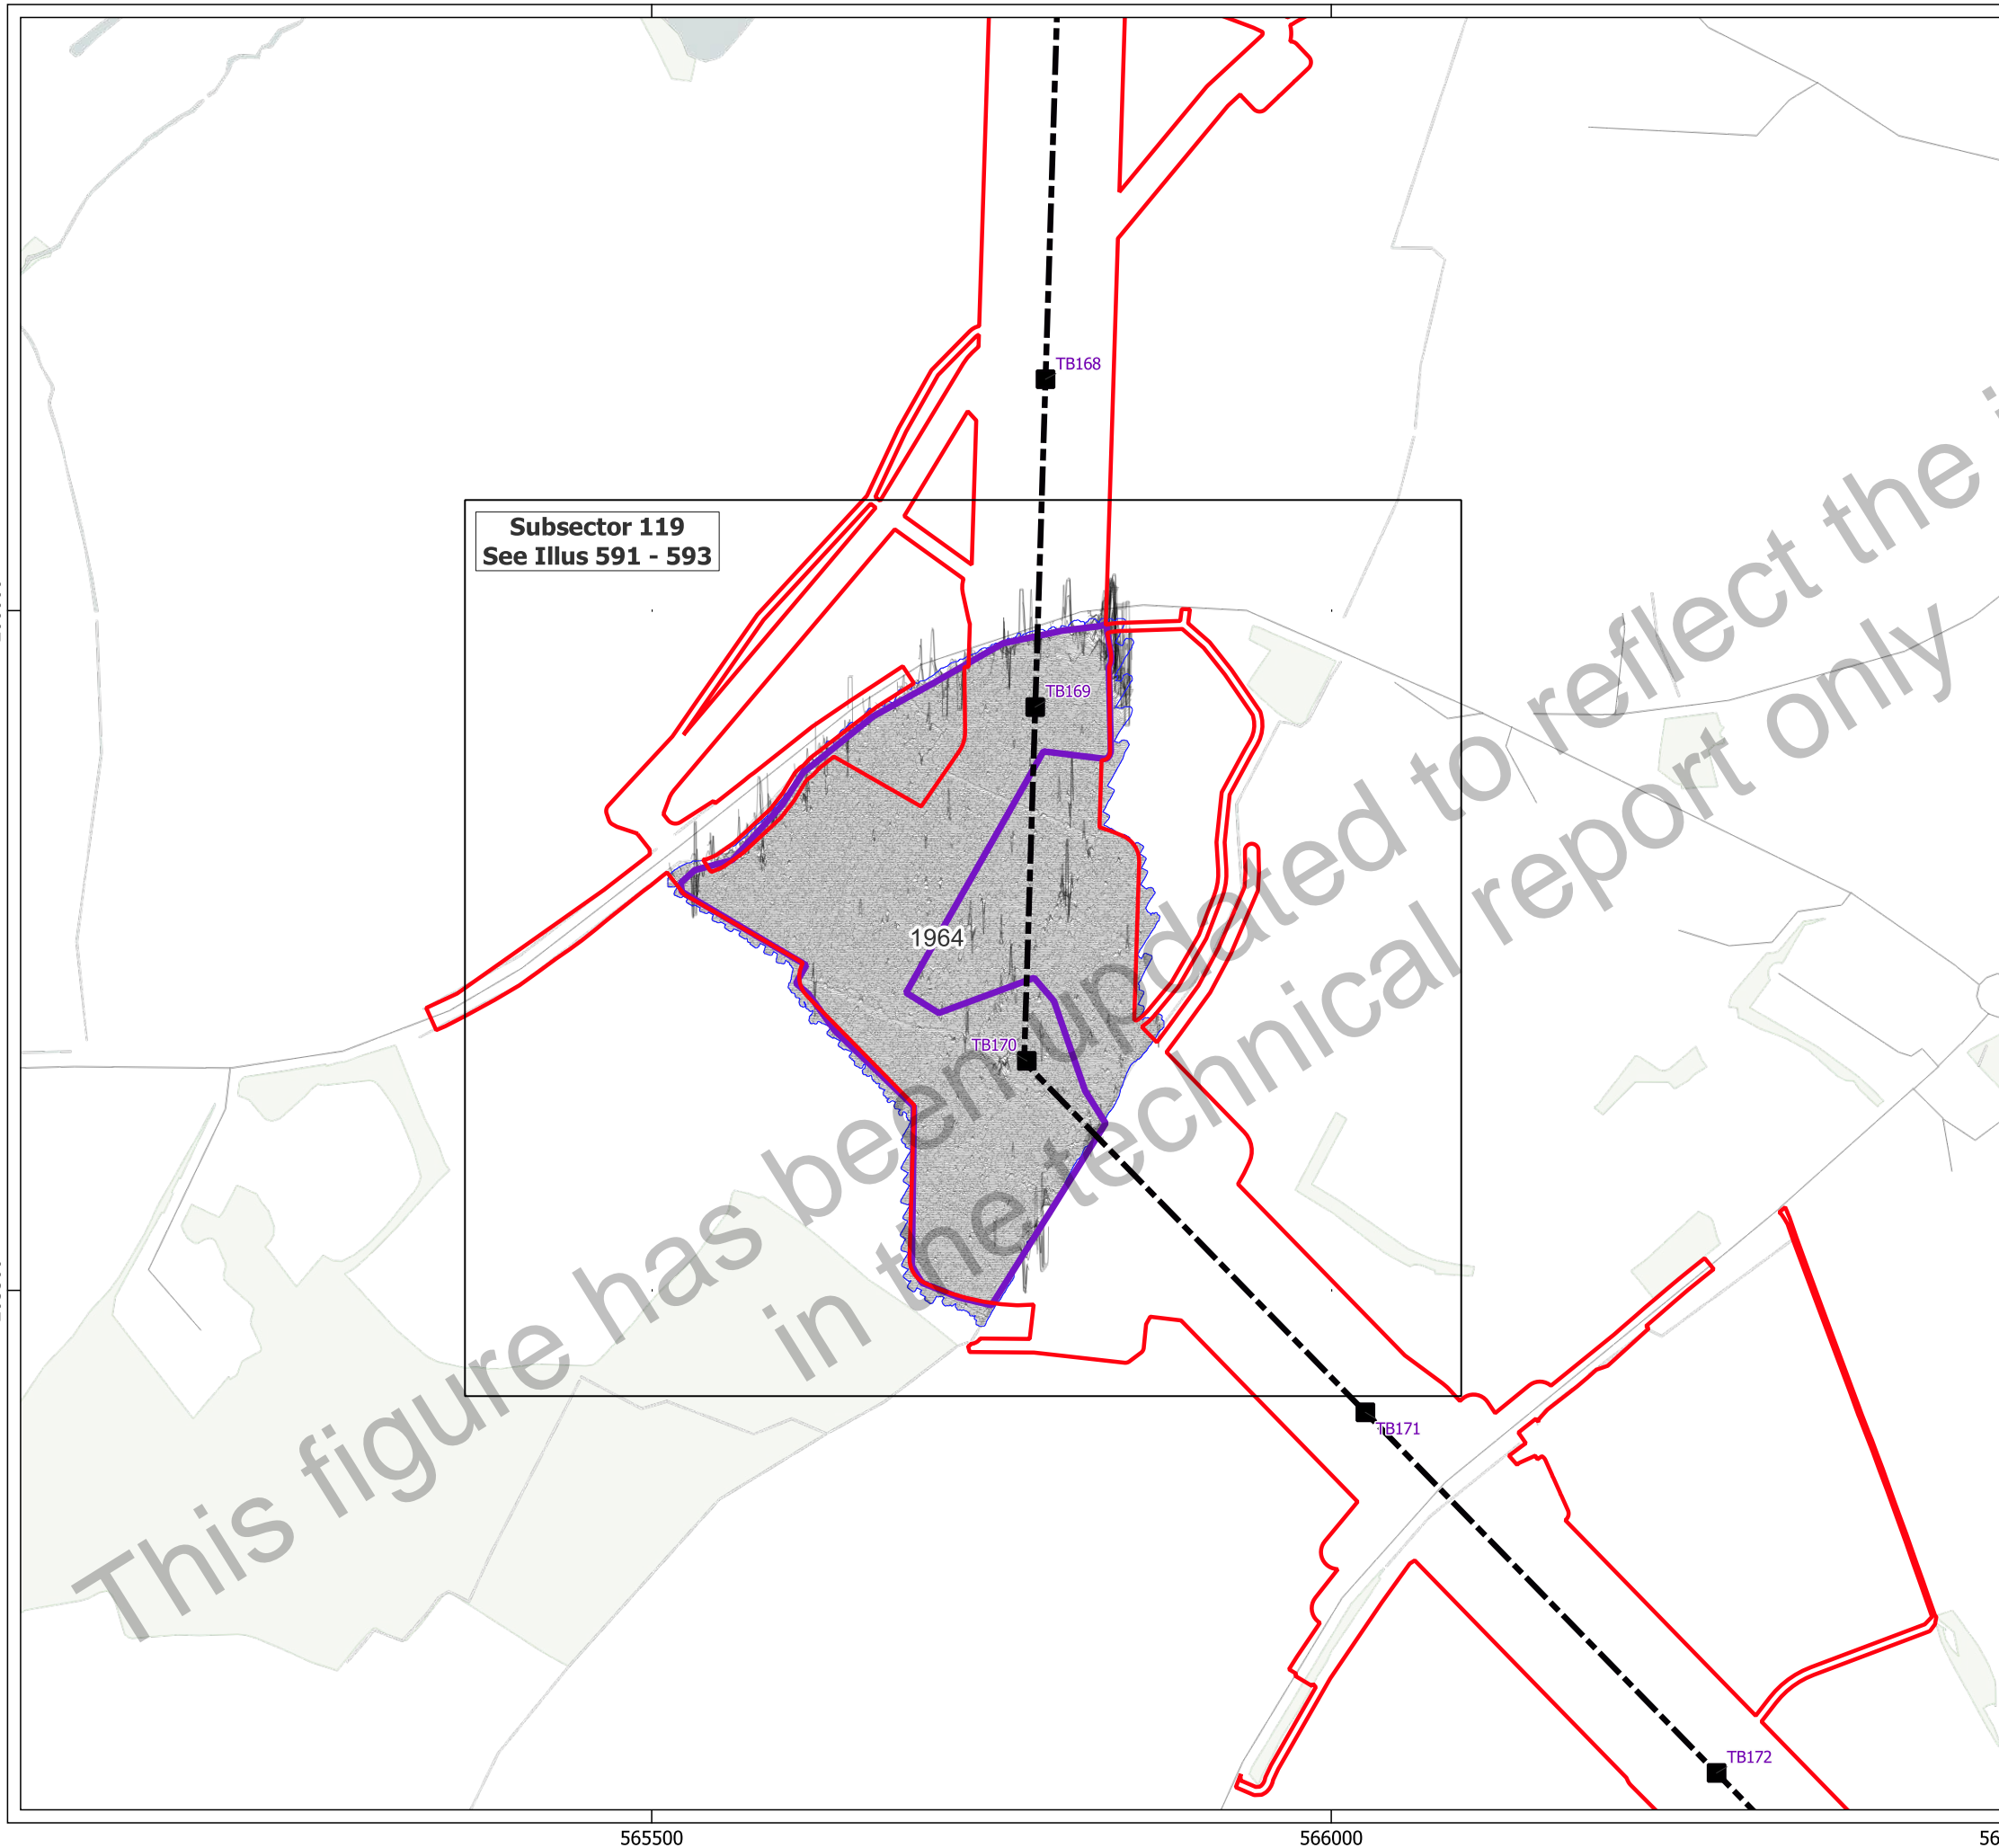 TB168
Subsector 119
See Illus 591 - 593
TB169
1964
TB170
TB171
TB172
This figure has been updated to reflect the
in the technical report only
565500
566000